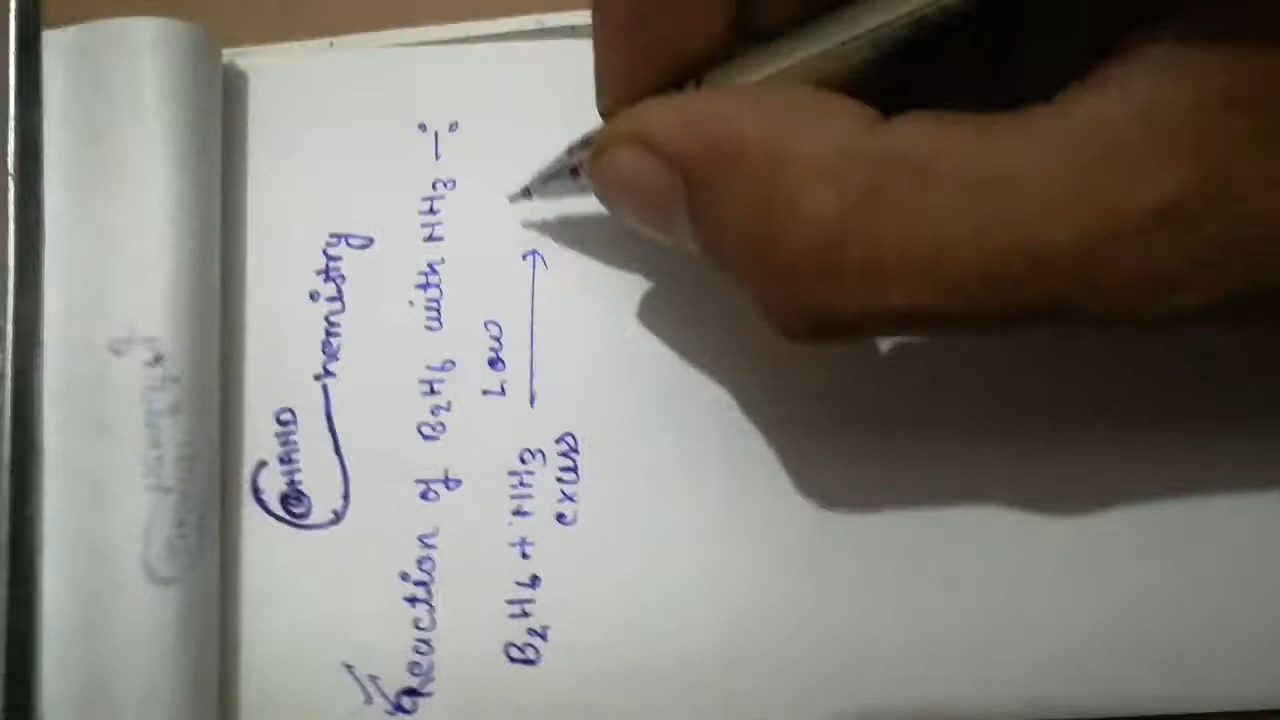 CHAND
Chemistry
Reaction of B2H6 with NH3 –:
Low
B2H6 + NH3 ⟶
excess